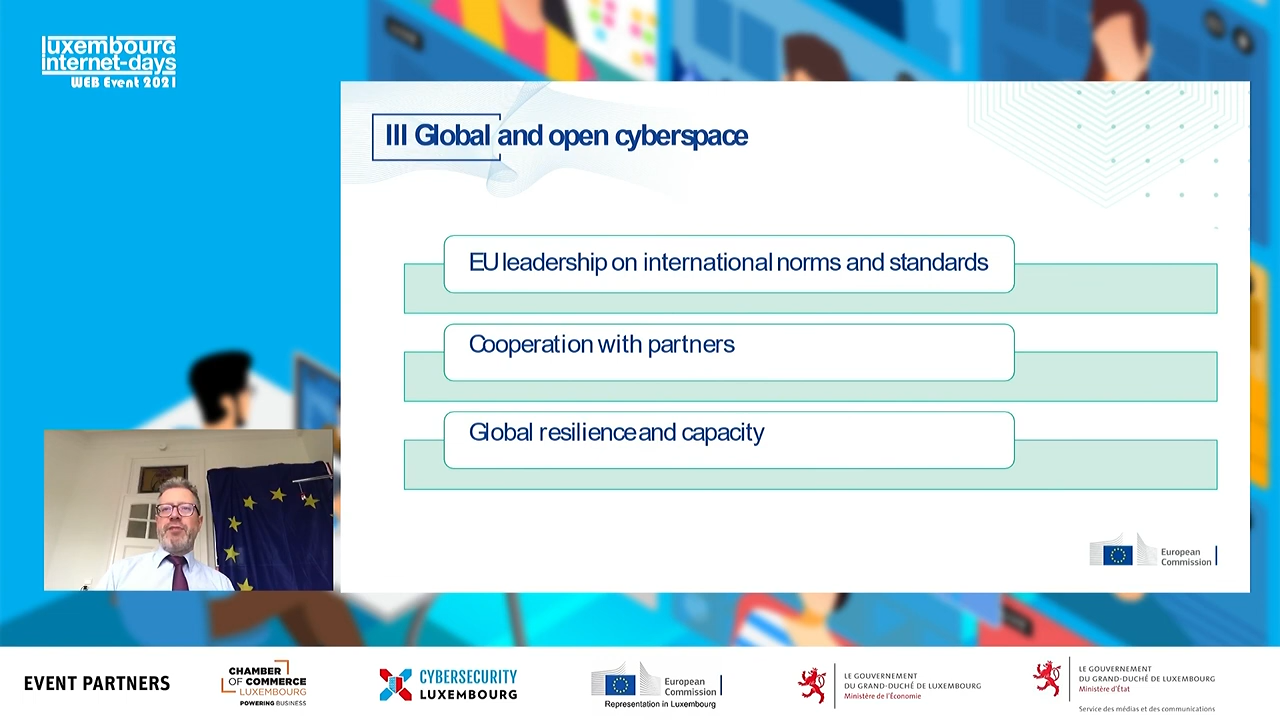 luxembourg
internet-days
WEB Event 2021
III Global and open cyberspace
EU leadership on international norms and standards
Cooperation with partners
Global resilience and capacity
European
Commission
EVENT PARTNERS
CHAMBER
OF COMMERCE
LUXEMBOURG
POWERING BUSINESS
CYBERSECURITY
LUXEMBOURG
European
Commission
Representation in Luxembourg
LE GOUVERNEMENT
DU GRAND-DUCHÉ DE LUXEMBOURG
Ministère de l'Économie
LE GOUVERNEMENT
DU GRAND-DUCHÉ DE LUXEMBOURG
Ministère d'État
Service des médias et des communications